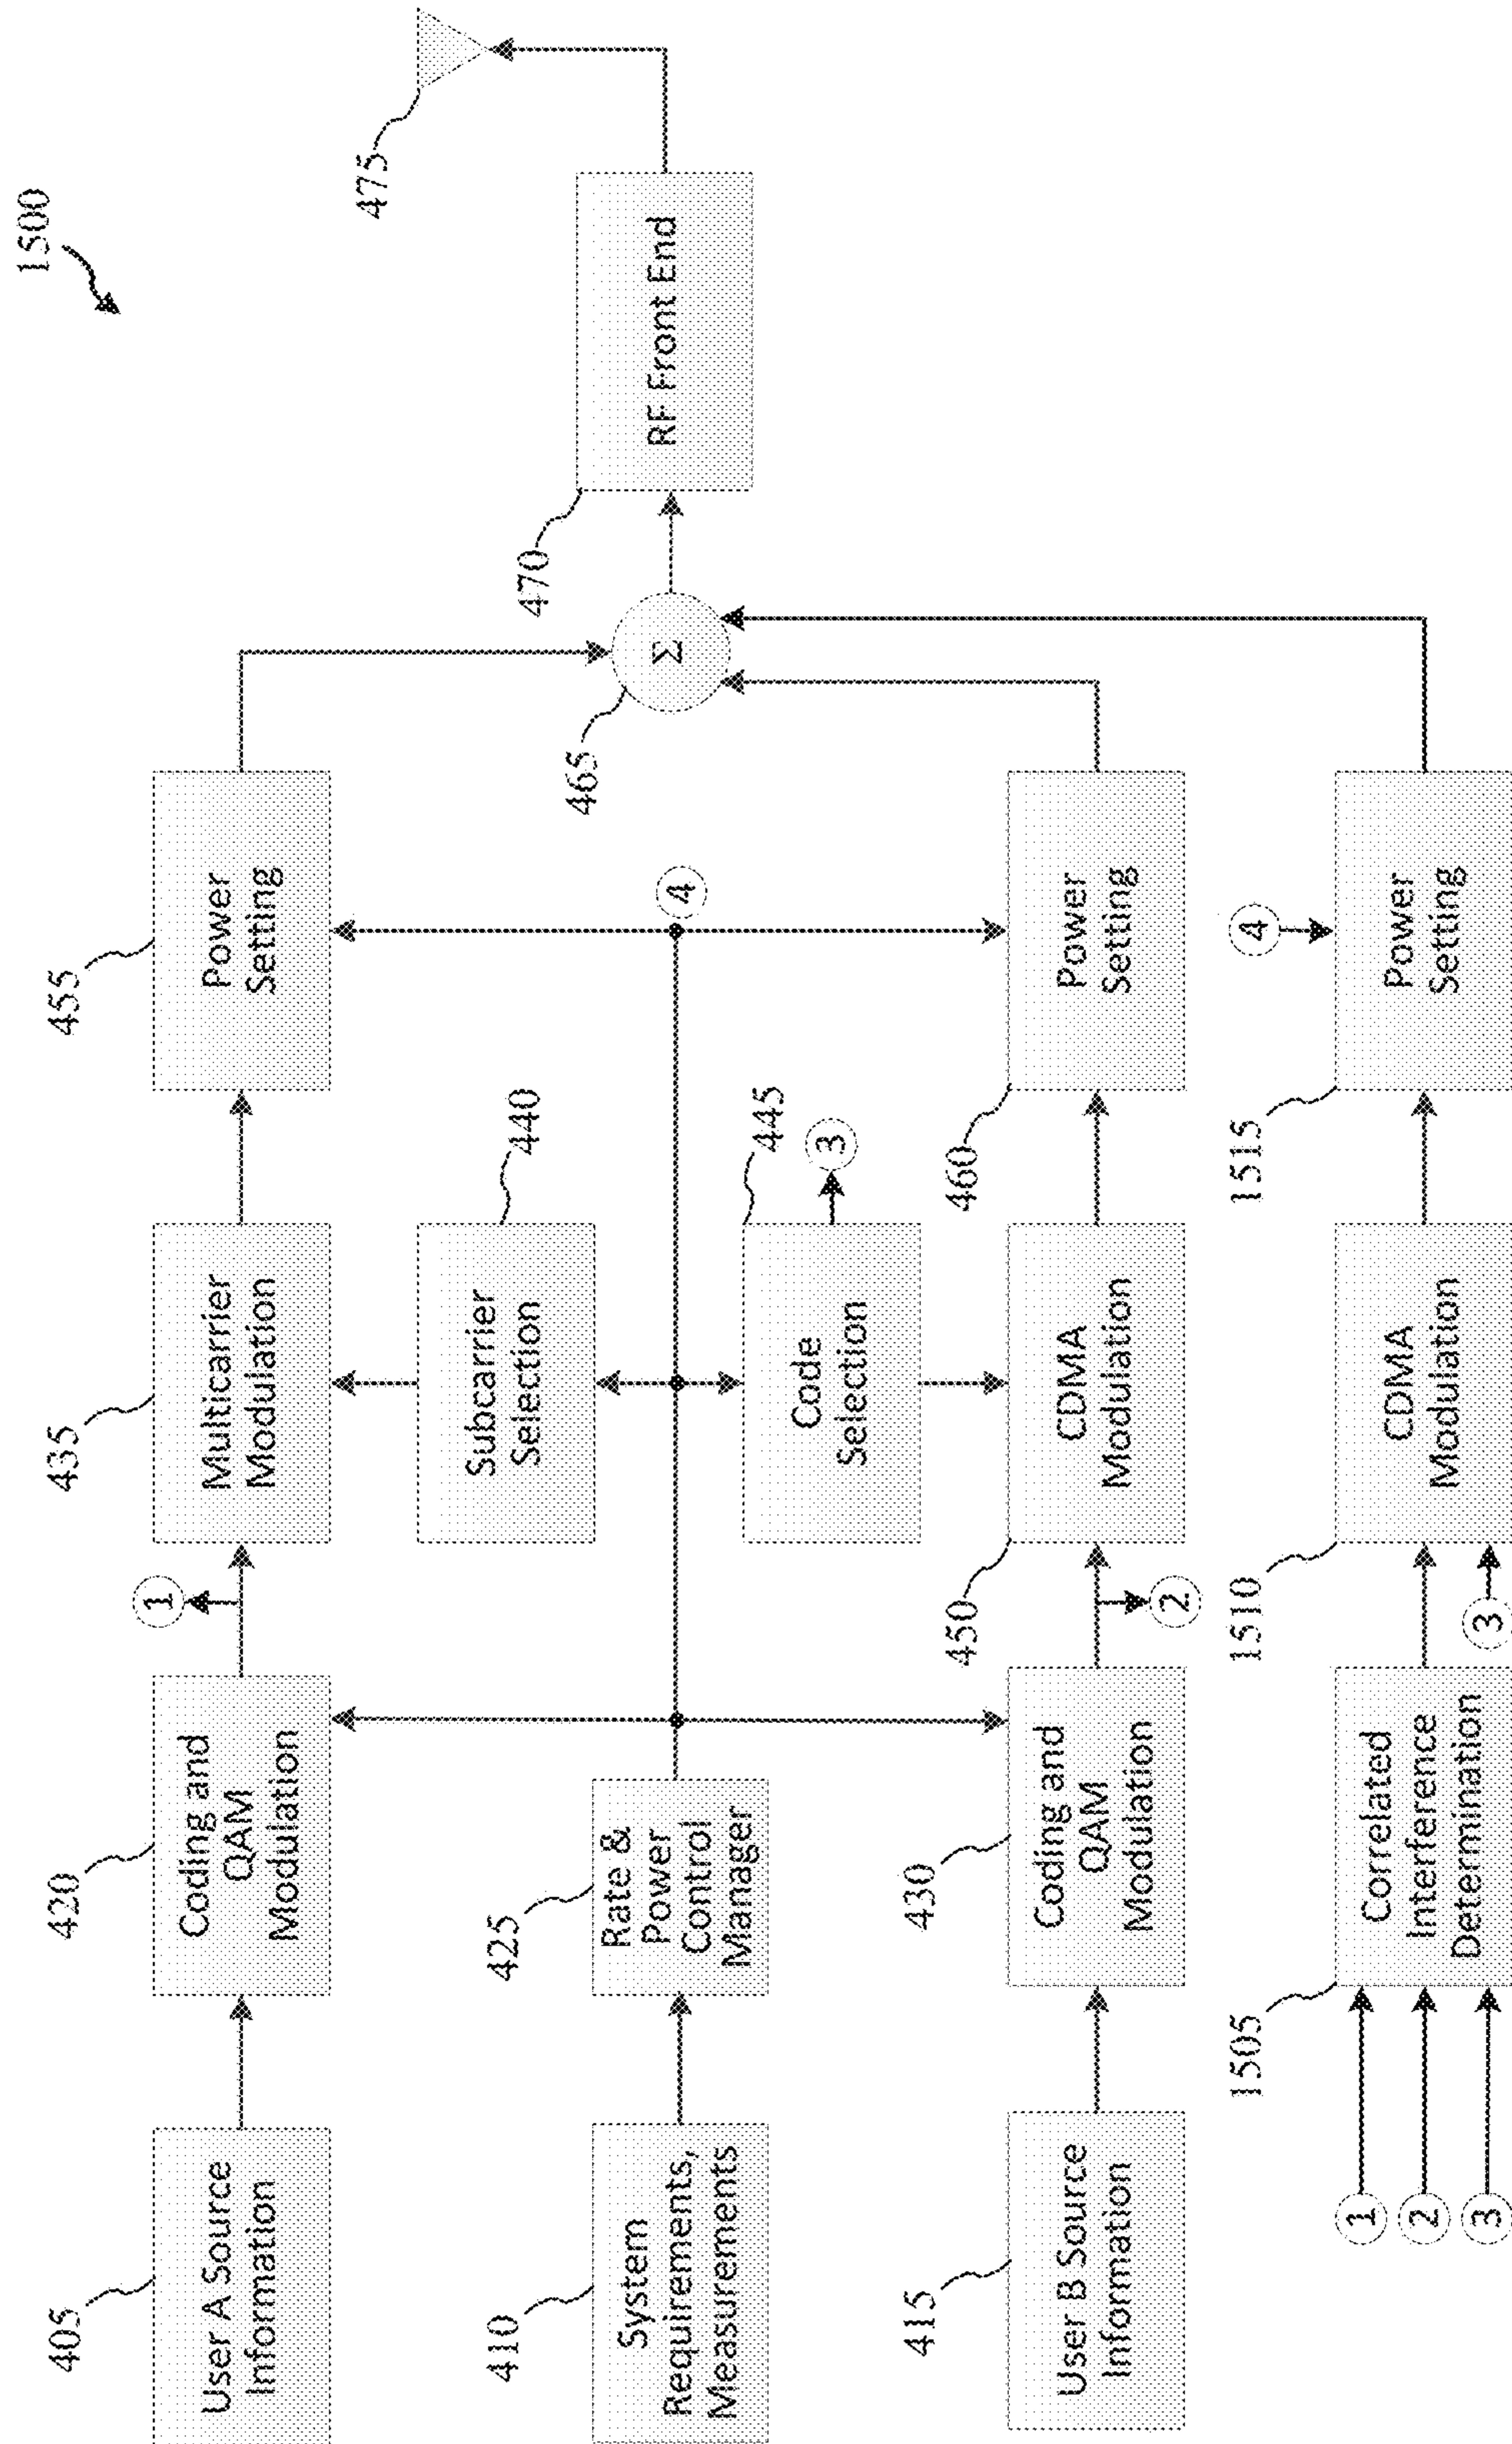 1500
405
User A Source
Information
420
Coding and
QAM
Modulation
1
435
Multicarrier
Modulation
455
Power
Setting
475
410
System
Requirements,
Measurements
425
Rate &
Power
Control
Manager
440
Subcarrier
Selection
445
Code
Selection
3
4
465
Σ
470
RF Front End
415
User B Source
Information
430
Coding and
QAM
Modulation
2
450
CDMA
Modulation
460
Power
Setting
1
2
3
1505
Correlated
Interference
Determination
3
1510
CDMA
Modulation
4
1515
Power
Setting